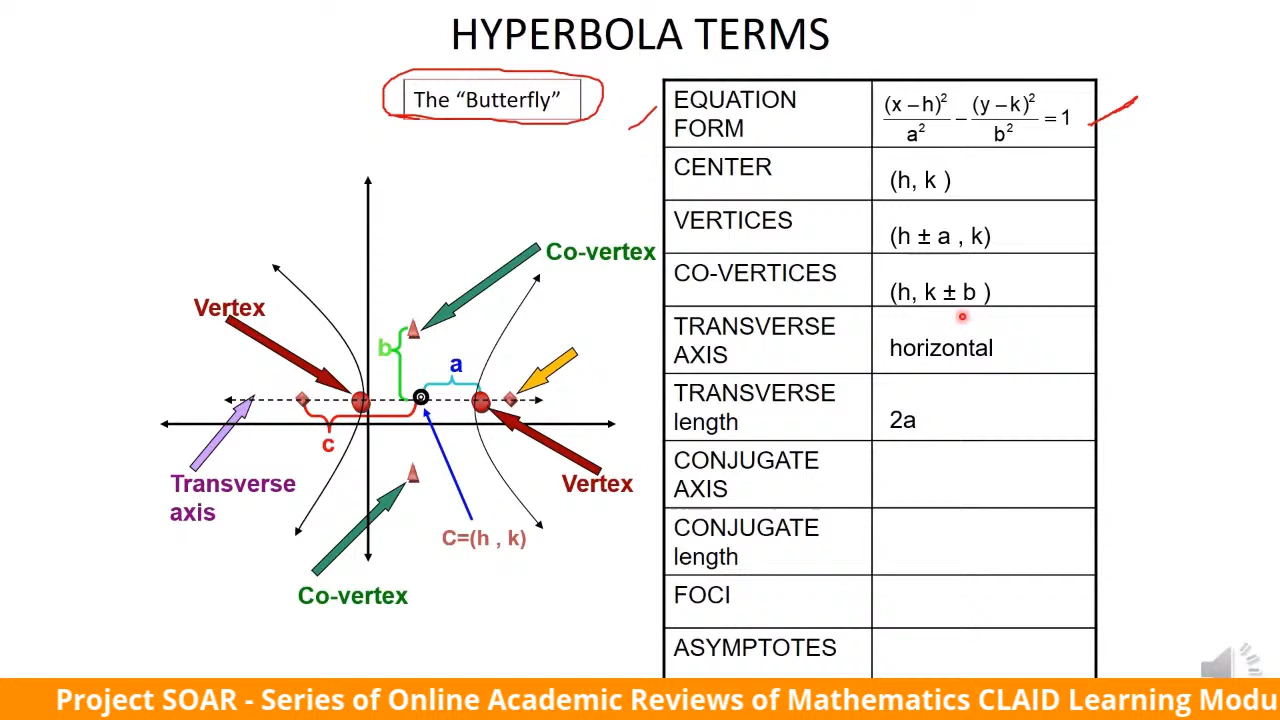 HYPERBOLA TERMS
The “Butterfly”
EQUATION FORM
(x – h)² / a² – (y – k)² / b² = 1
CENTER
(h, k )
VERTICES
(h ± a , k)
CO-VERTICES
(h, k ± b )
TRANSVERSE AXIS
horizontal
TRANSVERSE length
2a
CONJUGATE AXIS
CONJUGATE length
FOCI
ASYMPTOTES
Co-vertex
Vertex
b
a
c
Transverse
axis
Vertex
C=(h , k)
Co-vertex
Project SOAR - Series of Online Academic Reviews of Mathematics CLAID Learning Modu